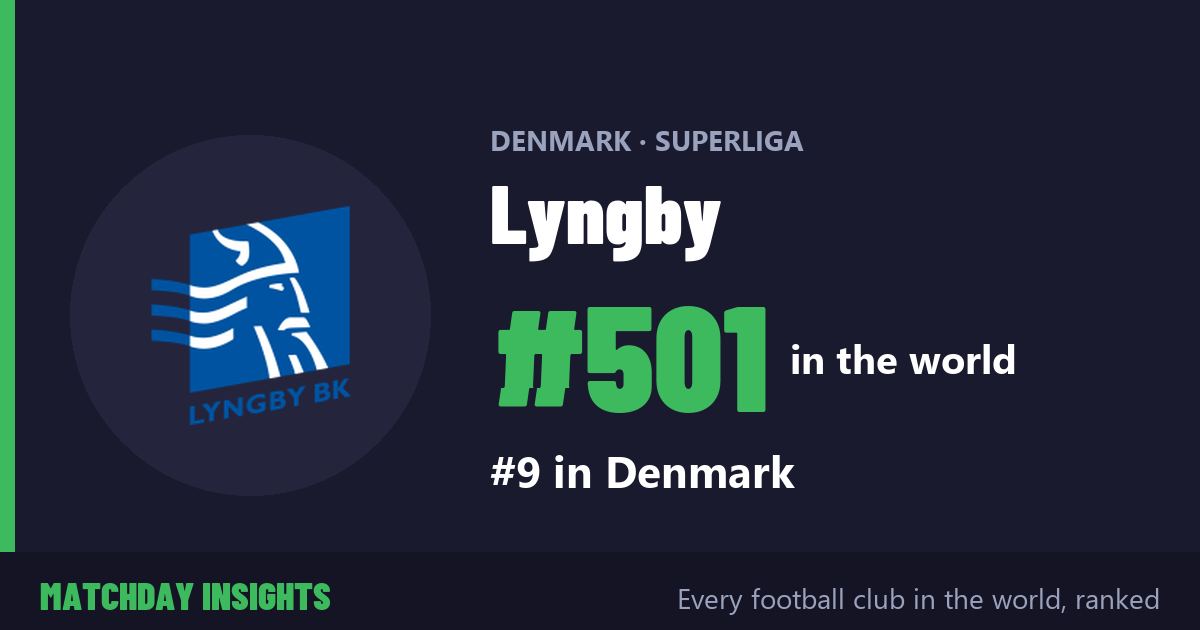 DENMARK · SUPERLIGA
Lyngby
#501 in the world
#9 in Denmark
LYNGBY BK
MATCHDAY INSIGHTS
Every football club in the world, ranked